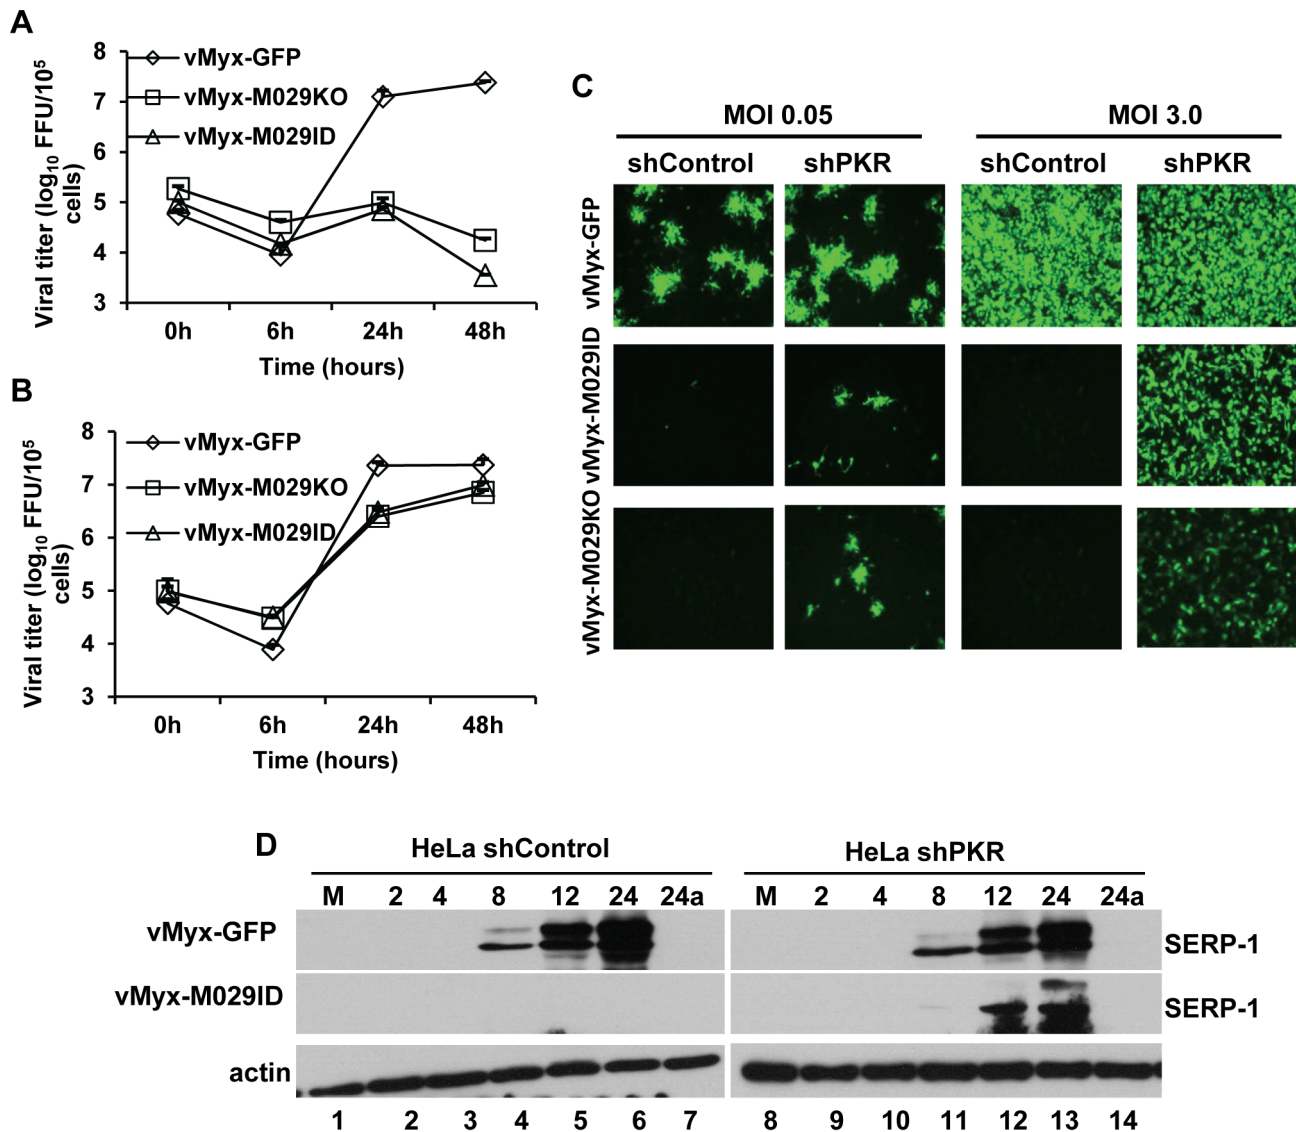 A
8
7
6
5
4
3
vMyx-GFP
vMyx-M029KO
vMyx-M029ID
Viral titer (log10 FFU/10⁵
cells)
0h 6h 24h 48h
Time (hours)
B
8
7
6
5
4
3
vMyx-GFP
vMyx-M029KO
vMyx-M029ID
Viral titer (log10 FFU/10⁵
cells)
0h 6h 24h 48h
Time (hours)
C
MOI 0.05 MOI 3.0
shControl shPKR shControl shPKR
vMyx-GFP
vMyx-M029ID
vMyx-M029KO
D
HeLa shControl HeLa shPKR
M 2 4 8 12 24 24a M 2 4 8 12 24 24a
vMyx-GFP SERP-1
vMyx-M029ID SERP-1
actin
1 2 3 4 5 6 7 8 9 10 11 12 13 14